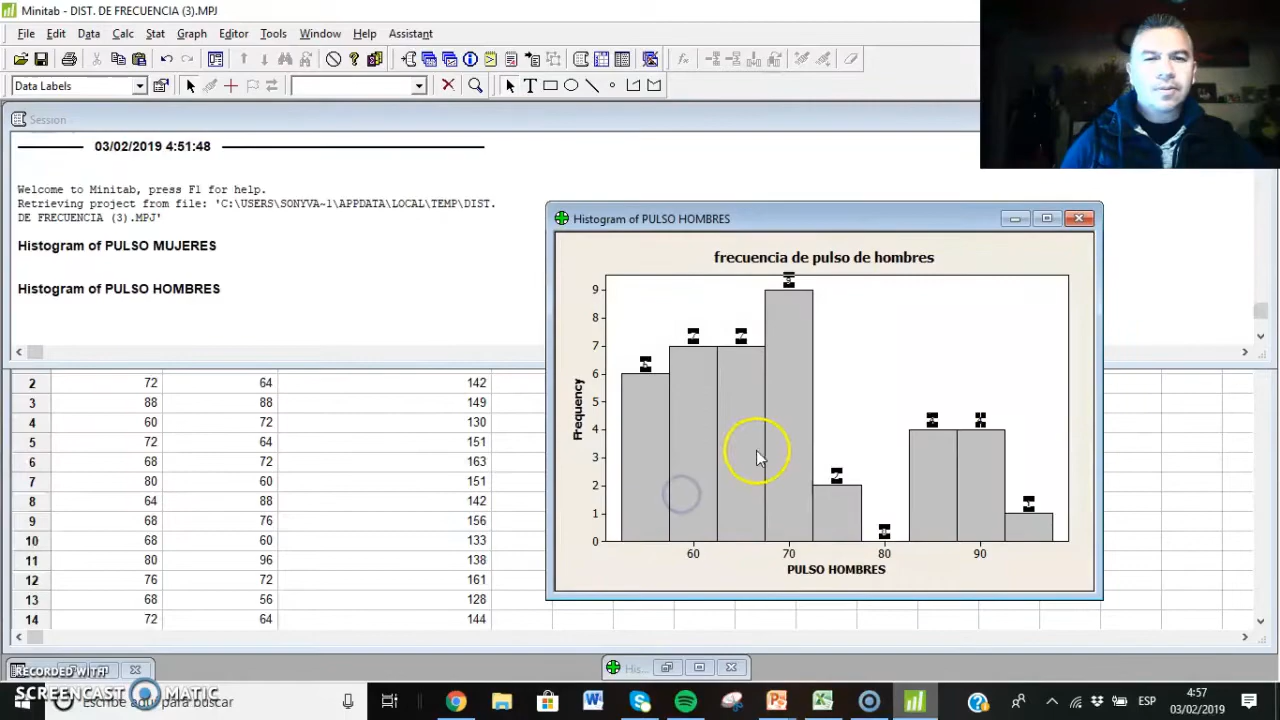 Minitab - DIST. DE FRECUENCIA (3).MPJ
File Edit Data Calc Stat Graph Editor Tools Window Help Assistant
Data Labels
Session
03/02/2019 4:51:48
Welcome to Minitab, press F1 for help.
Retrieving project from file: 'C:\USERS\SONYVA~1\APPDATA\LOCAL\TEMP\DIST.
DE FRECUENCIA (3).MPJ'
Histogram of PULSO MUJERES
Histogram of PULSO HOMBRES
2 72 64 142
3 88 88 149
4 60 72 130
5 72 64 151
6 68 72 163
7 80 60 151
8 64 88 142
9 68 76 156
10 68 60 133
11 80 96 138
12 76 72 161
13 68 56 128
14 72 64 144
Histogram of PULSO HOMBRES
frecuencia de pulso de hombres
Frequency
9
8
7
6
5
4
3
2
1
0
60 70 80 90
PULSO HOMBRES
His...
RECORDED WITH
SCREENCAST MATIC
Escribe aquí para buscar
ESP
4:57
03/02/2019